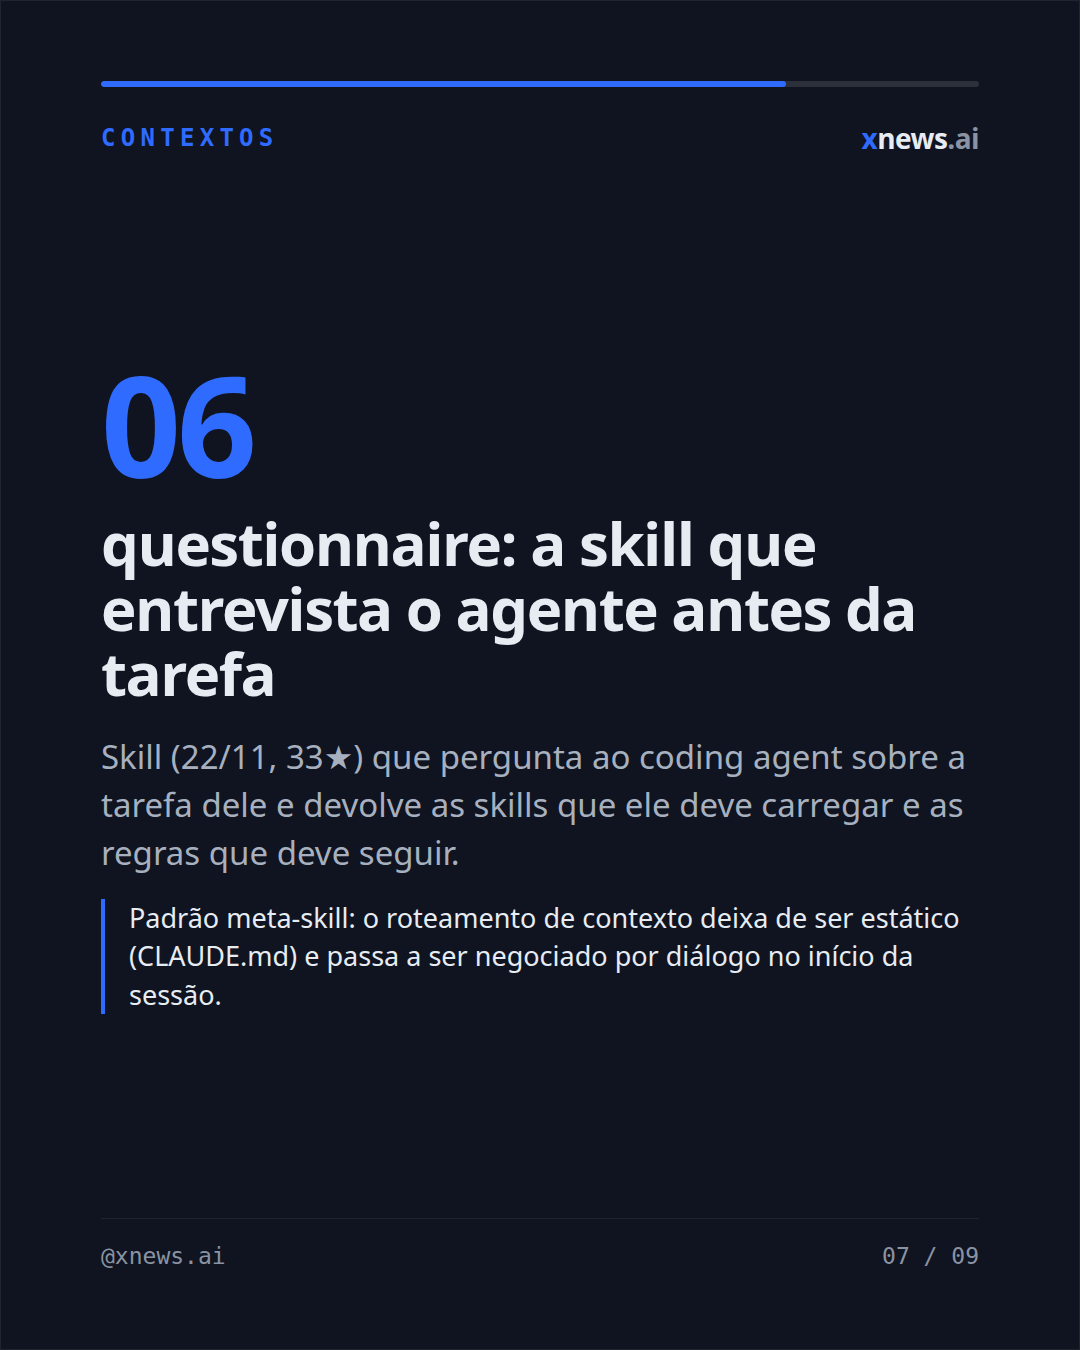 CONTEXTOS
xnews.ai
06
questionnaire: a skill que
entrevista o agente antes da
tarefa
Skill (22/11, 33★) que pergunta ao coding agent sobre a
tarefa dele e devolve as skills que ele deve carregar e as
regras que deve seguir.
Padrão meta-skill: o roteamento de contexto deixa de ser estático
(CLAUDE.md) e passa a ser negociado por diálogo no início da
sessão.
@xnews.ai
07 / 09